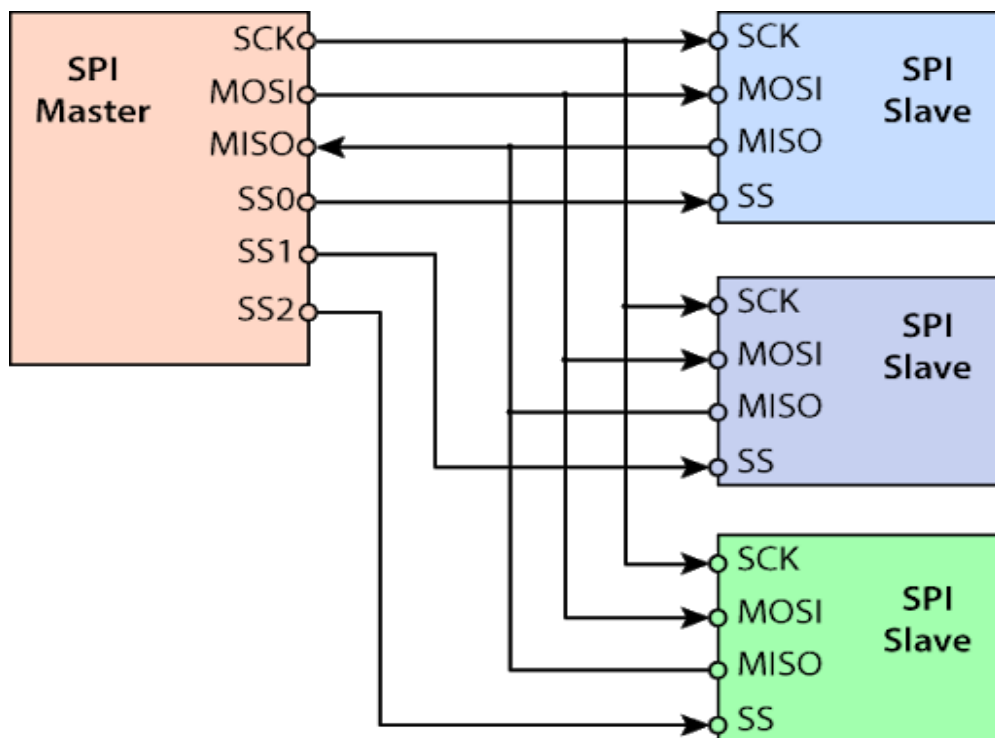 SPI
Master
SCK
MOSI
MISO
SS0
SS1
SS2
SCK
MOSI
MISO
SS
SPI
Slave
SCK
MOSI
MISO
SS
SPI
Slave
SCK
MOSI
MISO
SS
SPI
Slave